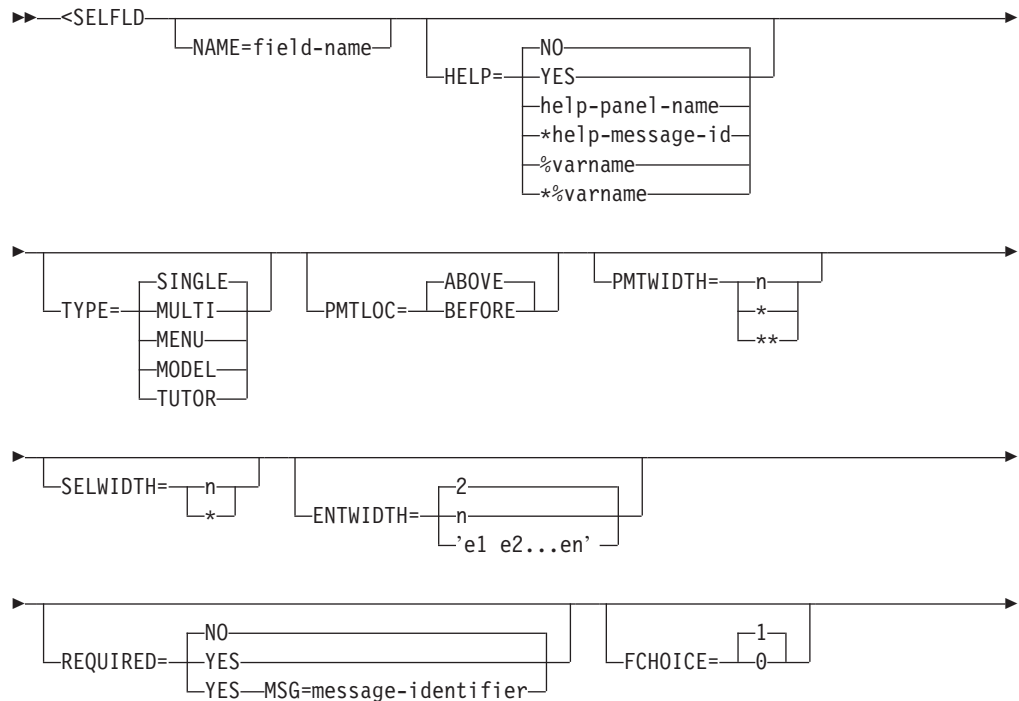 <SELFLD
NAME=field-name
HELP=
NO
YES
help-panel-name
*help-message-id
%varname
*%varname
TYPE=
SINGLE
MULTI
MENU
MODEL
TUTOR
PMTLOC=
ABOVE
BEFORE
PMTWIDTH=
n
*
**
SELWIDTH=
n
*
ENTWIDTH=
2
n
’e1 e2...en’
REQUIRED=
NO
YES
YES MSG=message-identifier
FCHOICE=
1
0